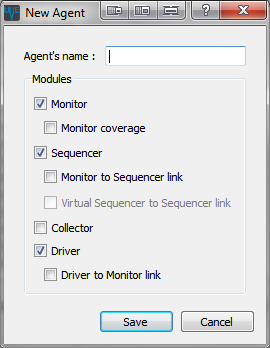 New Agent
Agent's name :
Modules
Monitor
Monitor coverage
Sequencer
Monitor to Sequencer link
Virtual Sequencer to Sequencer link
Collector
Driver
Driver to Monitor link
Save Cancel